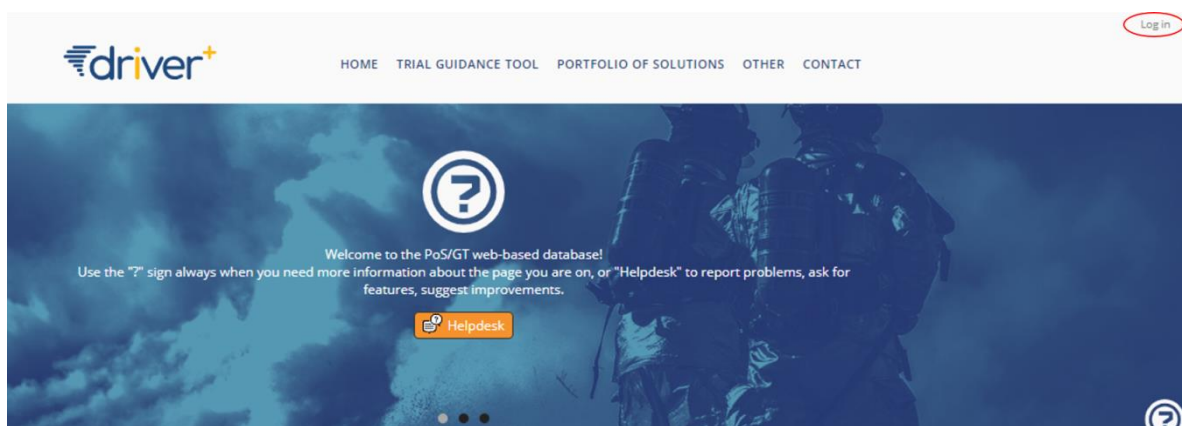 Log in
driver+
HOME TRIAL GUIDANCE TOOL PORTFOLIO OF SOLUTIONS OTHER CONTACT
?
Welcome to the PoS/GT web-based database!
Use the "?" sign always when you need more information about the page you are on, or "Helpdesk" to report problems, ask for
features, suggest improvements.
? Helpdesk
?